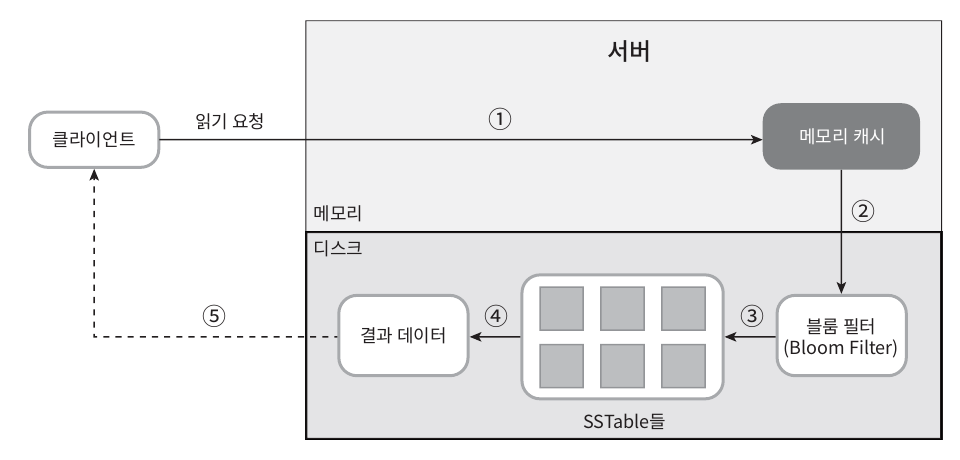 서버
읽기 요청
①
클라이언트
메모리 캐시
②
메모리
디스크
⑤
결과 데이터
④
③
블룸 필터
(Bloom Filter)
SSTable들